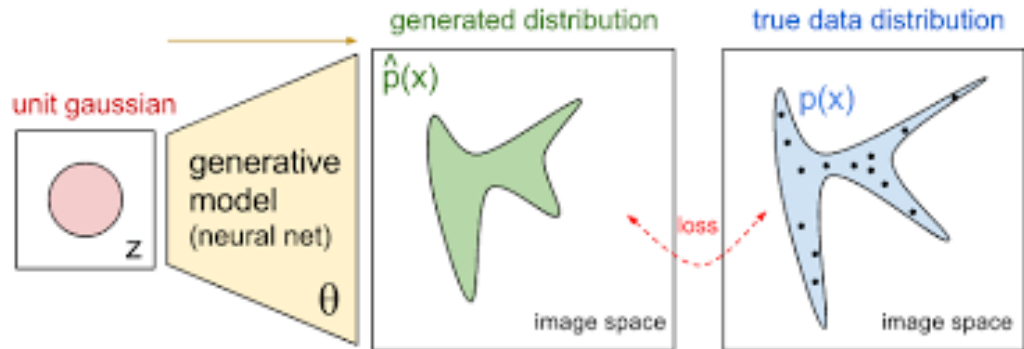 generated distribution
true data distribution
p̂(x)
p(x)
unit gaussian
z
generative
model
(neural net)
θ
loss
image space
image space